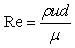 Re = ρud/μ